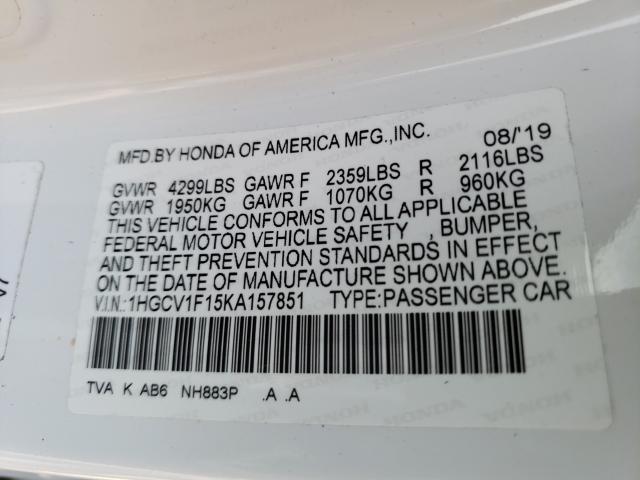 MFD.BY HONDA OF AMERICA MFG.,INC. 08/'19
GVWR 4299LBS GAWR F 2359LBS R 2116LBS
GVWR 1950KG GAWR F 1070KG R 960KG
THIS VEHICLE CONFORMS TO ALL APPLICABLE
FEDERAL MOTOR VEHICLE SAFETY , BUMPER,
AND THEFT PREVENTION STANDARDS IN EFFECT
ON THE DATE OF MANUFACTURE SHOWN ABOVE.
V.I.N.: 1HGCV1F15KA157851 TYPE:PASSENGER CAR
TVA K AB6 NH883P .A .A